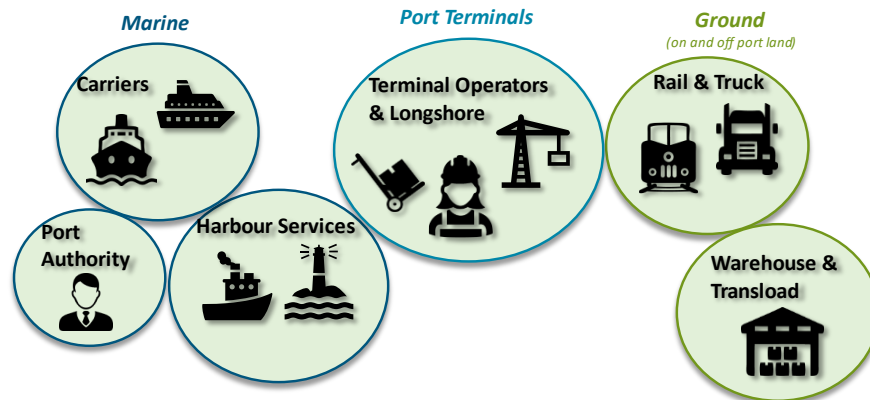 Marine
Port Terminals
Ground
(on and off port land)
Carriers
Terminal Operators
& Longshore
Rail & Truck
Port
Authority
Harbour Services
Warehouse &
Transload